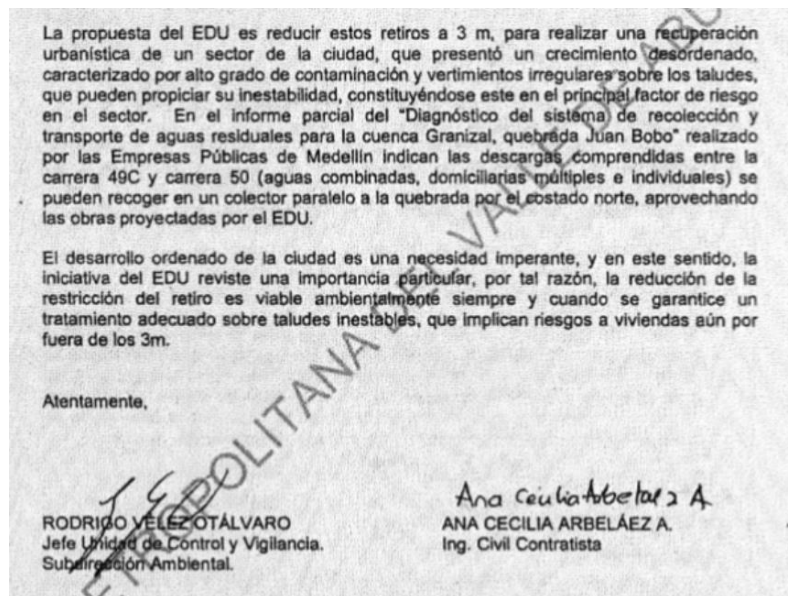 La propuesta del EDU es reducir estos retiros a 3 m, para realizar una recuperación
urbanística de un sector de la ciudad, que presentó un crecimiento desordenado,
caracterizado por alto grado de contaminación y vertimientos irregulares sobre los taludes,
que pueden propiciar su inestabilidad, constituyéndose este en el principal factor de riesgo
en el sector. En el informe parcial del "Diagnóstico del sistema de recolección y
transporte de aguas residuales para la cuenca Granizal, quebrada Juan Bobo" realizado
por las Empresas Públicas de Medellín indican las descargas comprendidas entre la
carrera 49C y carrera 50 (aguas combinadas, domiciliarias múltiples e individuales) se
pueden recoger en un colector paralelo a la quebrada por el costado norte, aprovechando
las obras proyectadas por el EDU.
El desarrollo ordenado de la ciudad es una necesidad imperante, y en este sentido, la
iniciativa del EDU reviste una importancia particular, por tal razón, la reducción de la
restricción del retiro es viable ambientalmente siempre y cuando se garantice un
tratamiento adecuado sobre taludes inestables, que implican riesgos a viviendas aún por
fuera de los 3m.
Atentamente,
Ana Cecilia Arbelaez A
RODRIGO VÉLEZ OTÁLVARO
ANA CECILIA ARBELÁEZ A.
Jefe Unidad de Control y Vigilancia.
Ing. Civil Contratista
Subdirección Ambiental.
ETROPOLITANA DEL VALLE DE ABU